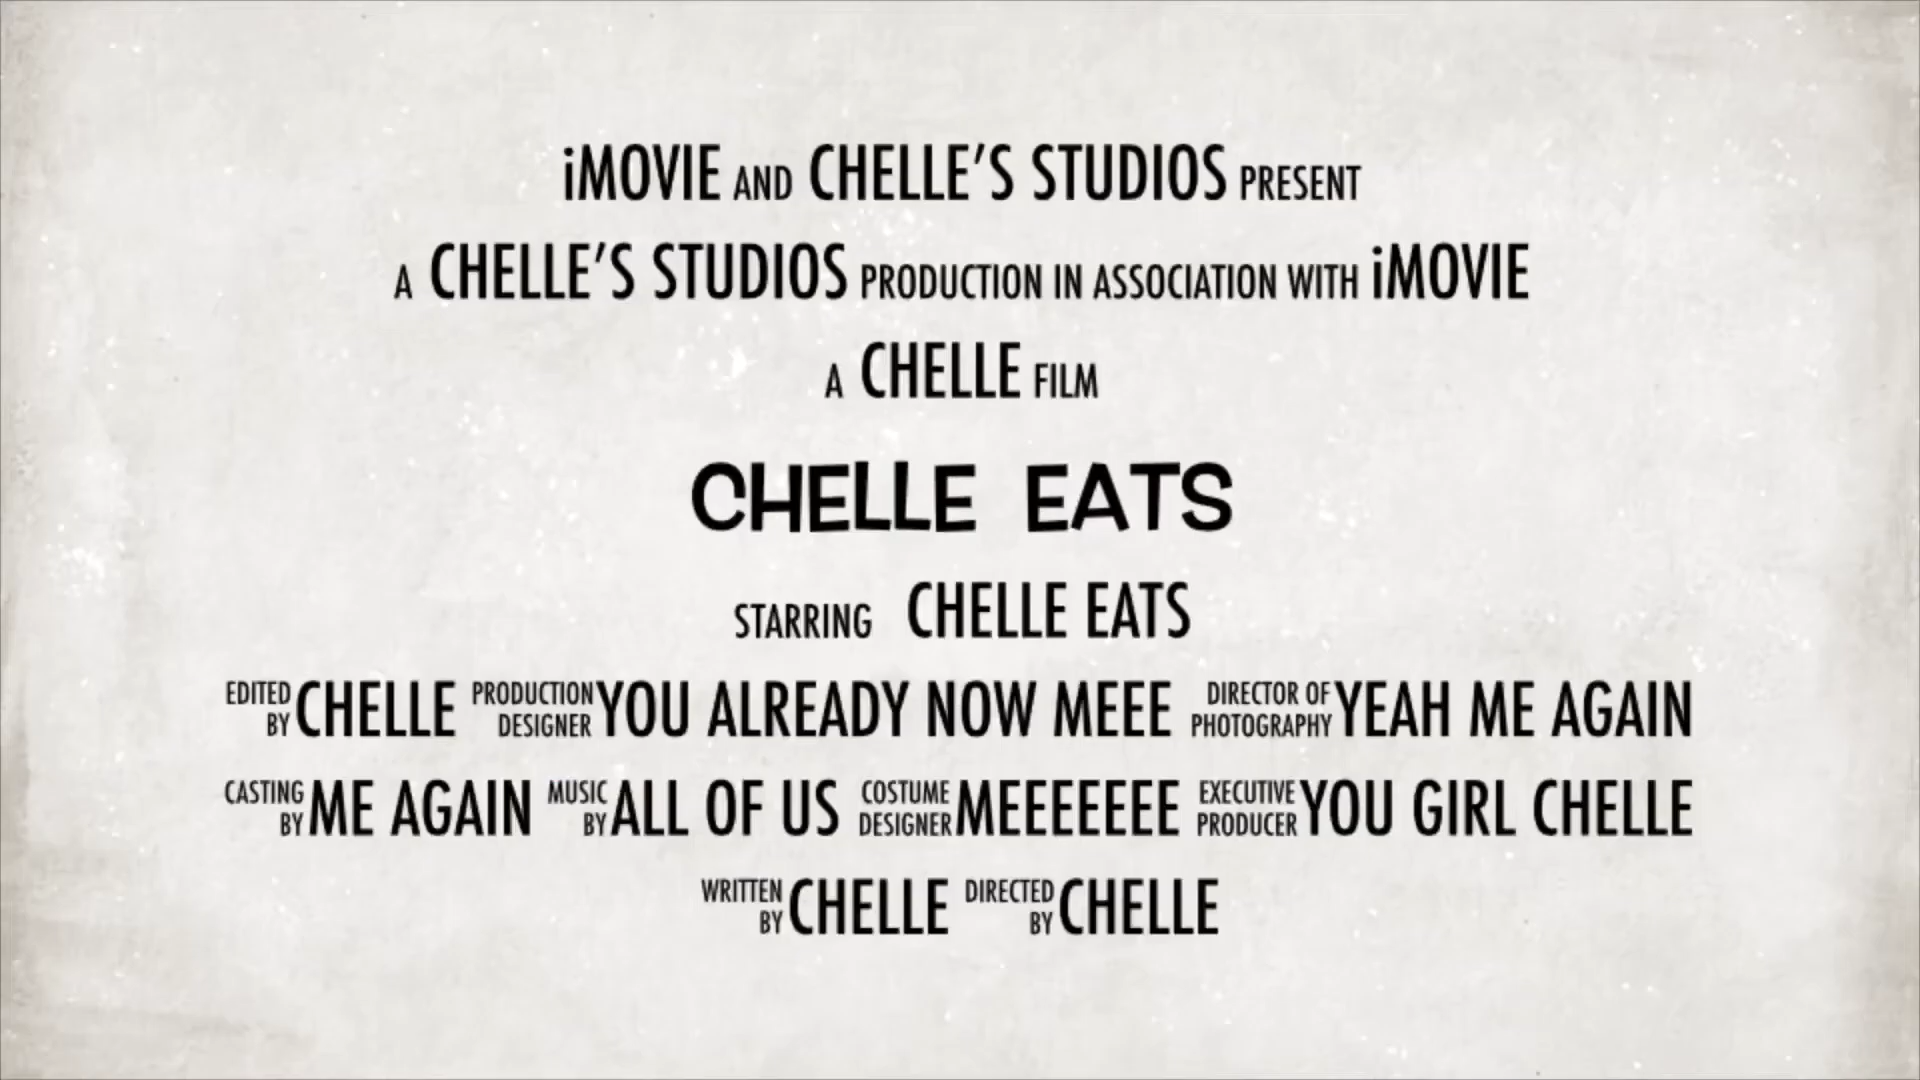 iMOVIE AND CHELLE'S STUDIOS PRESENT
A CHELLE'S STUDIOS PRODUCTION IN ASSOCIATION WITH iMOVIE
A CHELLE FILM
CHELLE EATS
STARRING CHELLE EATS
EDITED BY CHELLE PRODUCTION DESIGNER YOU ALREADY NOW MEEE DIRECTOR OF PHOTOGRAPHY YEAH ME AGAIN
CASTING BY ME AGAIN MUSIC BY ALL OF US COSTUME DESIGNER MEEEEEEE EXECUTIVE PRODUCER YOU GIRL CHELLE
WRITTEN BY CHELLE DIRECTED BY CHELLE